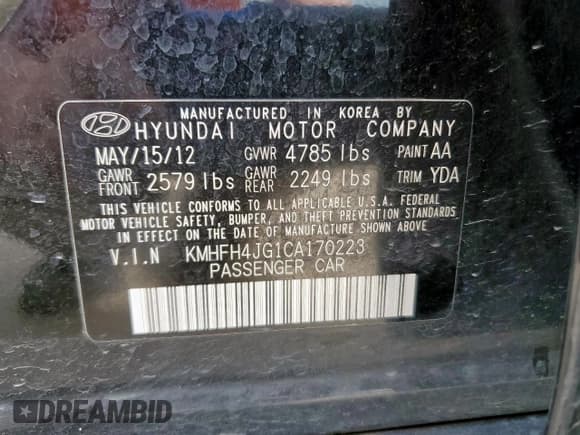 MANUFACTURED IN KOREA BY
HYUNDAI MOTOR COMPANY
MAY/15/12 GVWR 4785 lbs PAINT AA
GAWR FRONT 2579 lbs GAWR REAR 2249 lbs TRIM YDA
THIS VEHICLE CONFORMS TO ALL APPLICABLE U.S.A. FEDERAL
MOTOR VEHICLE SAFETY, BUMPER, AND THEFT PREVENTION STANDARDS
IN EFFECT ON THE DATE OF MANUFACTURE SHOWN ABOVE
V.I.N KMHFH4JG1CA170223
PASSENGER CAR
DREAMBID